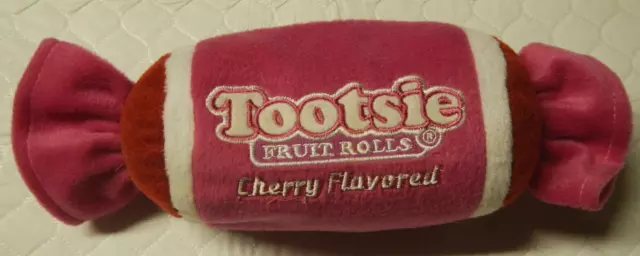 Tootsie
FRUIT ROLLS ®
Cherry Flavored